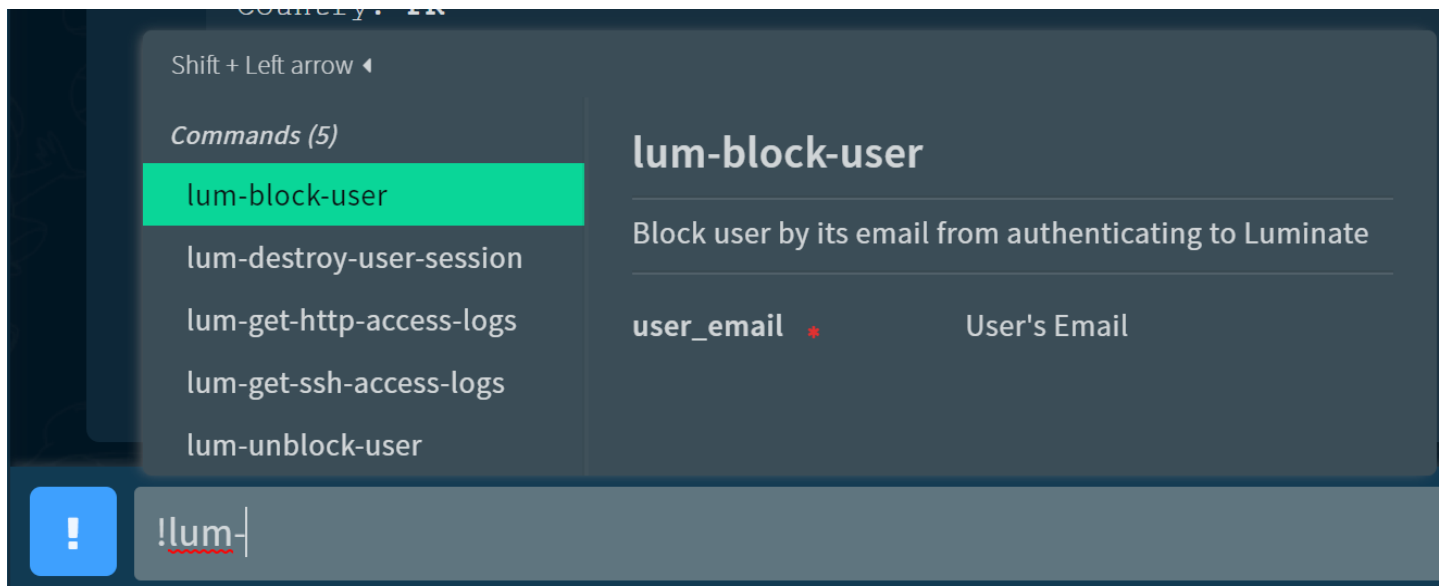 Shift + Left arrow
Commands (5)
lum-block-user
lum-destroy-user-session
lum-get-http-access-logs
lum-get-ssh-access-logs
lum-unblock-user
lum-block-user
Block user by its email from authenticating to Luminate
user_email * User's Email
!
!lum-